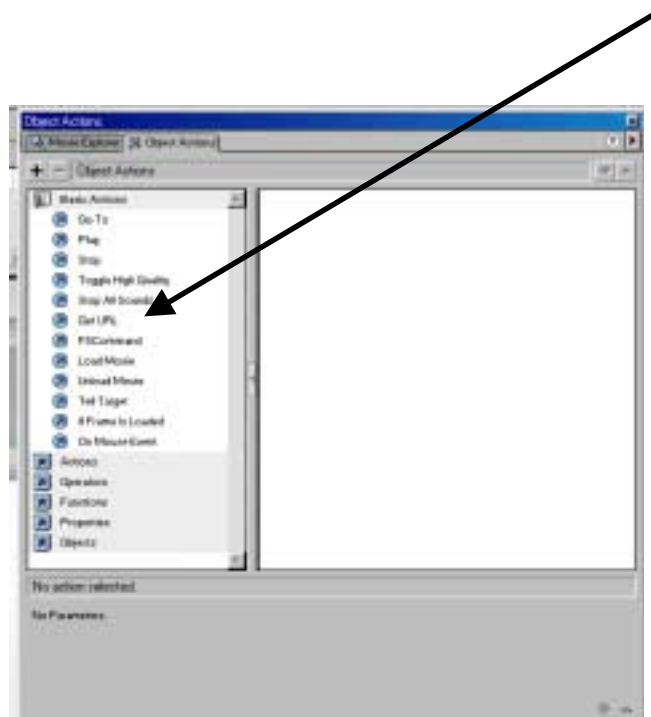 Object Actions
Movie Explorer Object Actions
+ - Object Actions
Basic Actions
Go To
Play
Stop
Toggle High Quality
Stop All Sounds
Get URL
FSCommand
Load Movie
Unload Movie
Tell Target
If Frame Is Loaded
On Mouse Event
Actions
Operators
Functions
Properties
Objects
No action selected.
No Parameters.